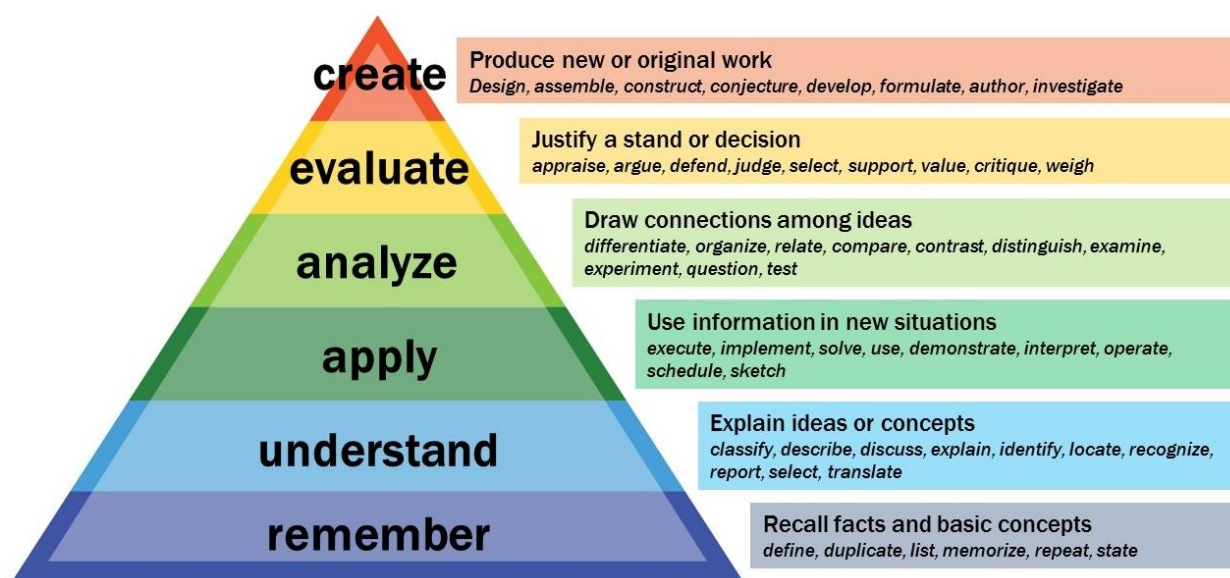 create
Produce new or original work
Design, assemble, construct, conjecture, develop, formulate, author, investigate
evaluate
Justify a stand or decision
appraise, argue, defend, judge, select, support, value, critique, weigh
analyze
Draw connections among ideas
differentiate, organize, relate, compare, contrast, distinguish, examine,
experiment, question, test
apply
Use information in new situations
execute, implement, solve, use, demonstrate, interpret, operate,
schedule, sketch
understand
Explain ideas or concepts
classify, describe, discuss, explain, identify, locate, recognize,
report, select, translate
remember
Recall facts and basic concepts
define, duplicate, list, memorize, repeat, state